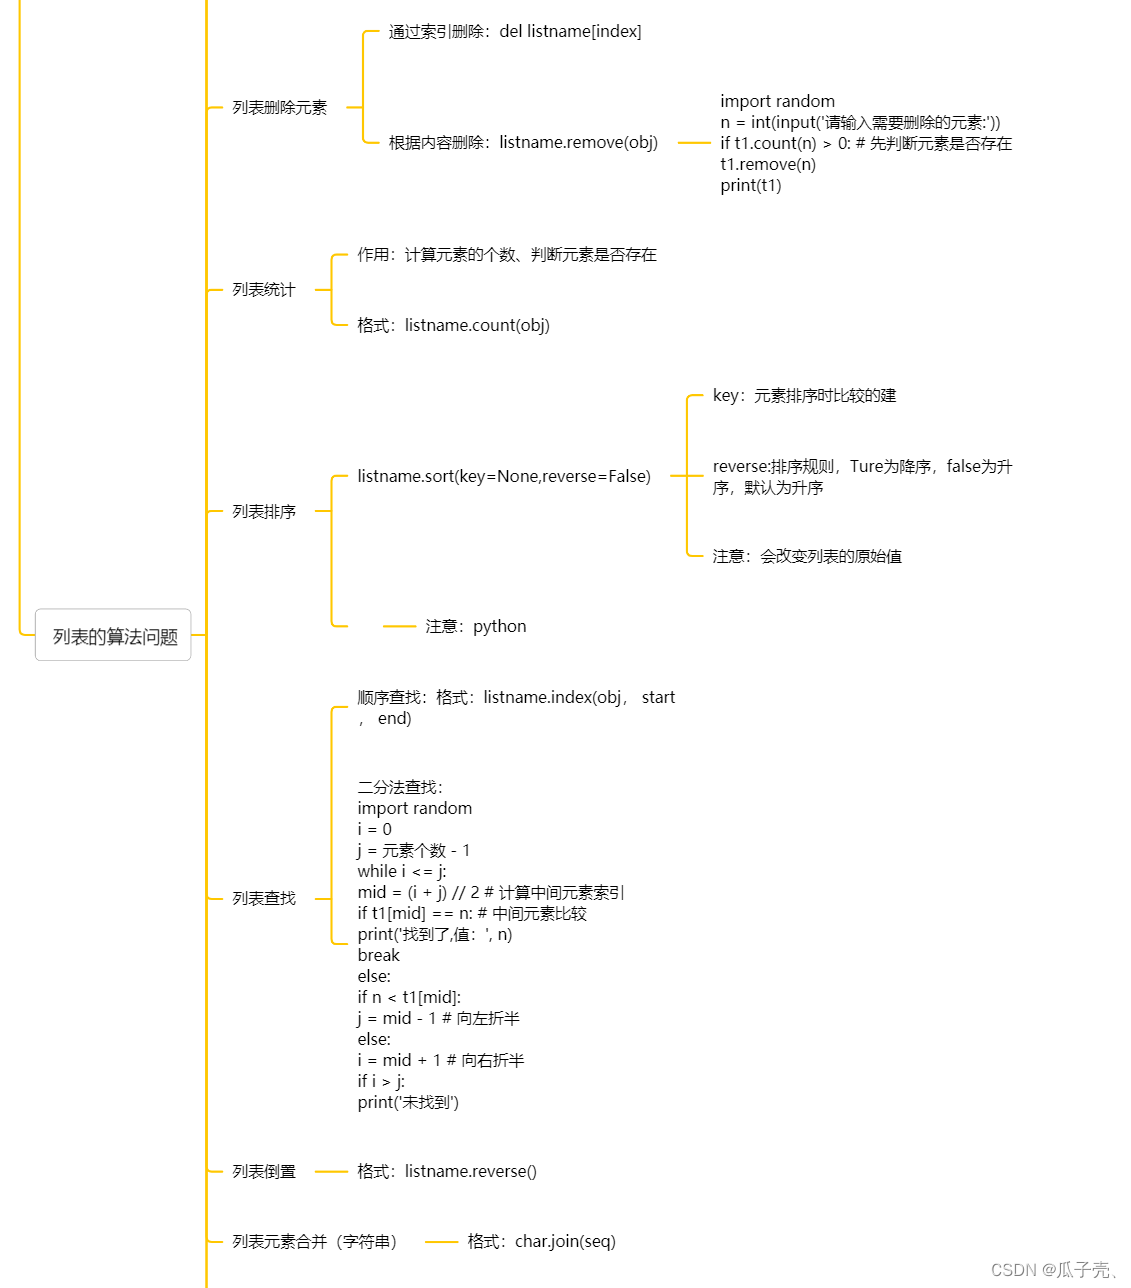 列表的算法问题
列表删除元素
通过索引删除：del listname[index]
根据内容删除：listname.remove(obj)
import random
n = int(input('请输入需要删除的元素:'))
if t1.count(n) > 0: # 先判断元素是否存在
t1.remove(n)
print(t1)
列表统计
作用：计算元素的个数、判断元素是否存在
格式：listname.count(obj)
列表排序
listname.sort(key=None,reverse=False)
key：元素排序时比较的建
reverse:排序规则，Ture为降序，false为升
序，默认为升序
注意：会改变列表的原始值
注意：python
列表查找
顺序查找：格式：listname.index(obj， start
， end)
二分法查找：
import random
i = 0
j = 元素个数 - 1
while i <= j:
mid = (i + j) // 2 # 计算中间元素索引
if t1[mid] == n: # 中间元素比较
print('找到了,值：', n)
break
else:
if n < t1[mid]:
j = mid - 1 # 向左折半
else:
i = mid + 1 # 向右折半
if i > j:
print('未找到')
列表倒置
格式：listname.reverse()
列表元素合并（字符串）
格式：char.join(seq)
CSDN @瓜子壳、